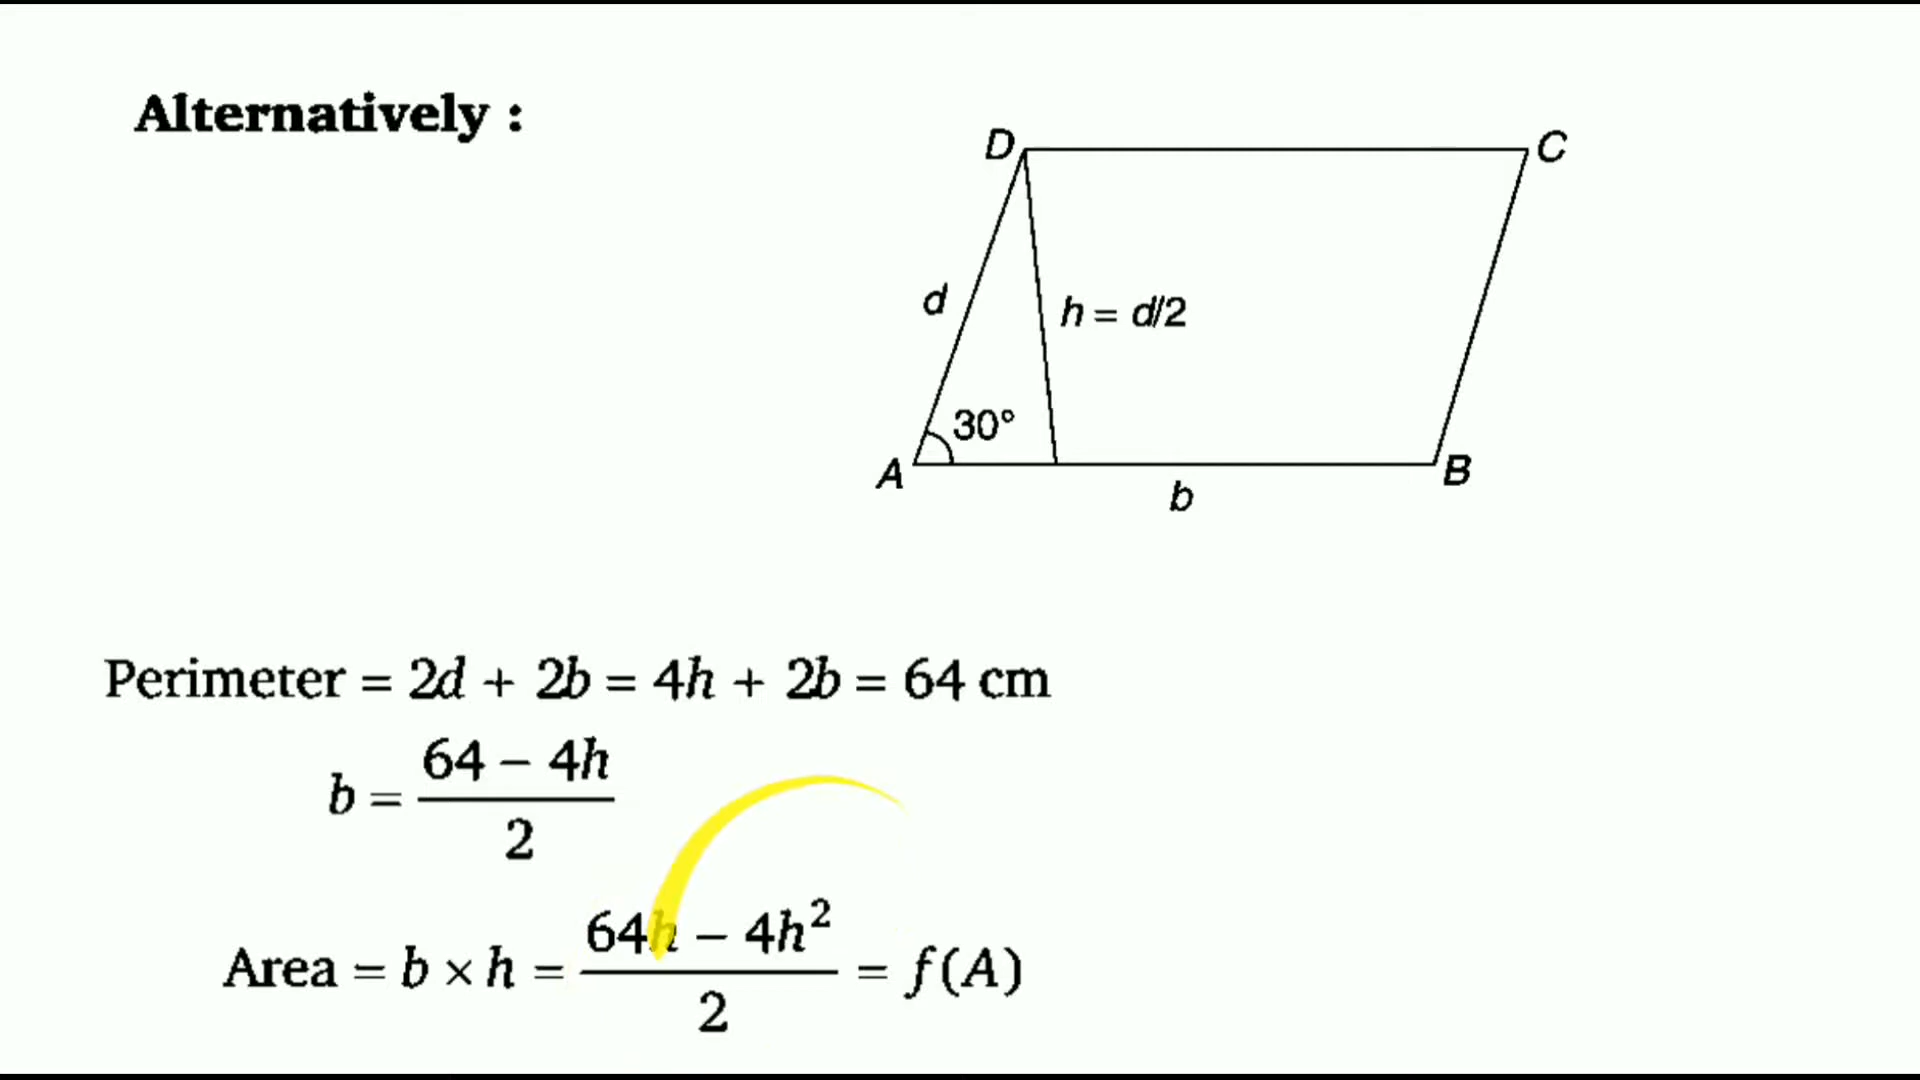 Alternatively :
D
C
d
h = d/2
30°
A
B
b
Perimeter = 2d + 2b = 4h + 2b = 64 cm
b = (64 − 4h)/2
Area = b × h = (64h − 4h²)/2 = f(A)